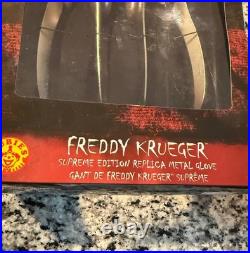 FREDDY KRUEGER
SUPREME EDITION REPLICA METAL GLOVE
GANT DE FREDDY KRUEGER SUPRÊME